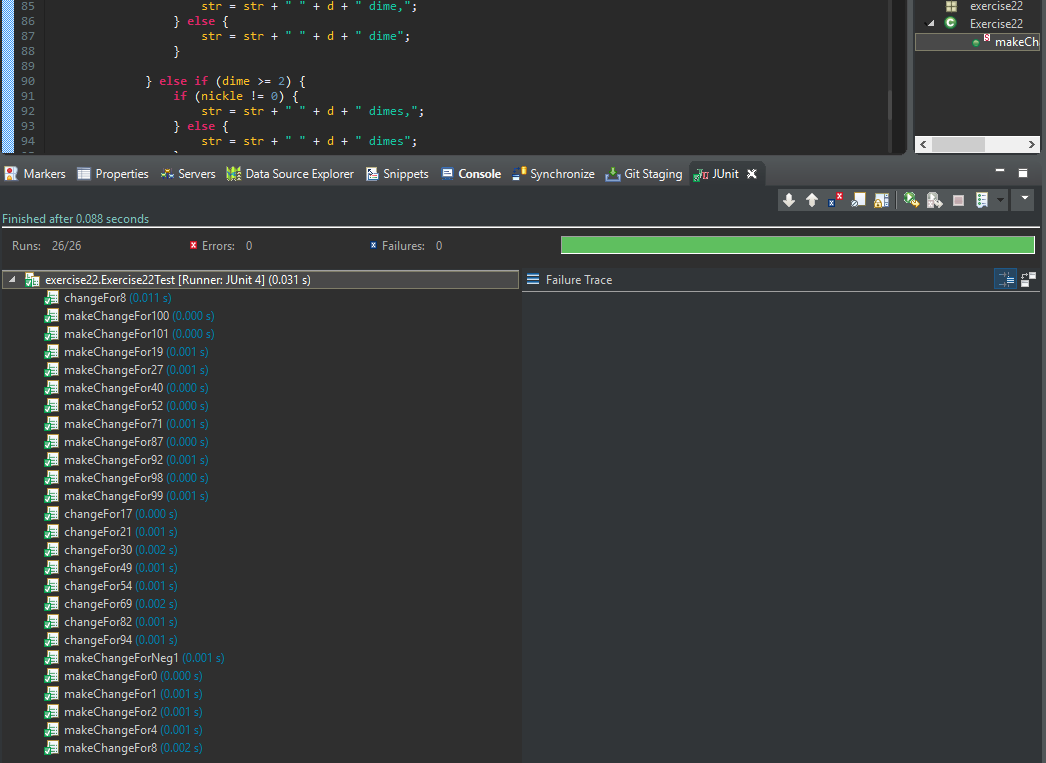 85 str = str + " " + d + " dime,";
86 } else {
87 str = str + " " + d + " dime";
88 }
89
90 } else if (dime >= 2) {
91 if (nickle != 0) {
92 str = str + " " + d + " dimes,";
93 } else {
94 str = str + " " + d + " dimes";
exercise22
Exercise22
makeCh
Markers Properties Servers Data Source Explorer Snippets Console Synchronize Git Staging JUnit
Finished after 0.088 seconds
Runs: 26/26 Errors: 0 Failures: 0
exercise22.Exercise22Test [Runner: JUnit 4] (0.031 s)
Failure Trace
changeFor8 (0.011 s)
makeChangeFor100 (0.000 s)
makeChangeFor101 (0.000 s)
makeChangeFor19 (0.001 s)
makeChangeFor27 (0.001 s)
makeChangeFor40 (0.000 s)
makeChangeFor52 (0.000 s)
makeChangeFor71 (0.001 s)
makeChangeFor87 (0.000 s)
makeChangeFor92 (0.001 s)
makeChangeFor98 (0.000 s)
makeChangeFor99 (0.001 s)
changeFor17 (0.000 s)
changeFor21 (0.001 s)
changeFor30 (0.002 s)
changeFor49 (0.001 s)
changeFor54 (0.001 s)
changeFor69 (0.002 s)
changeFor82 (0.001 s)
changeFor94 (0.001 s)
makeChangeForNeg1 (0.001 s)
makeChangeFor0 (0.000 s)
makeChangeFor1 (0.001 s)
makeChangeFor2 (0.001 s)
makeChangeFor4 (0.001 s)
makeChangeFor8 (0.002 s)